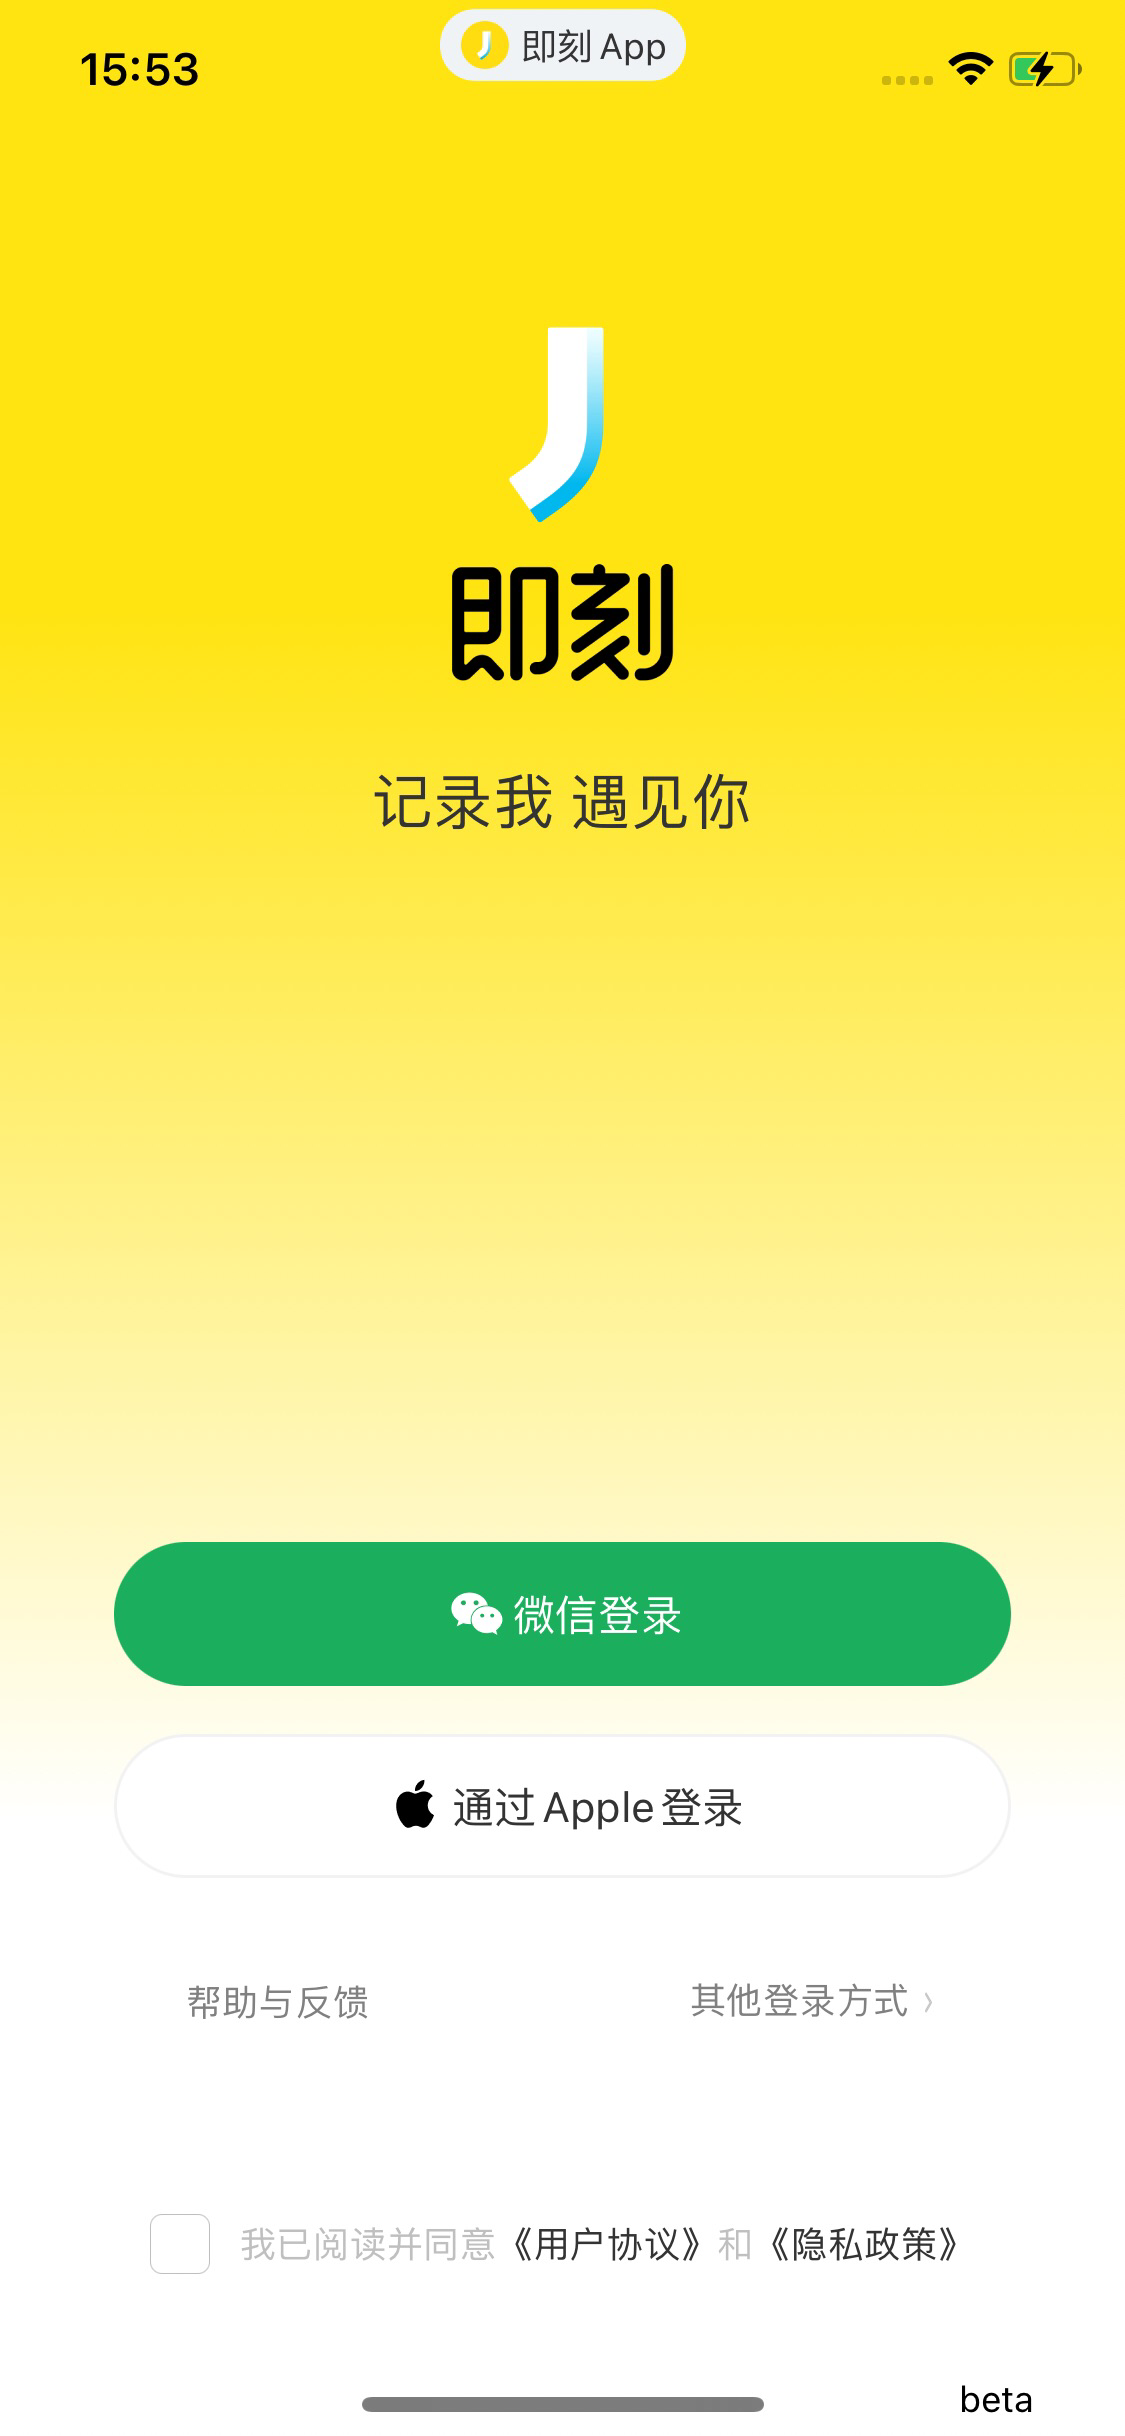 15:53
即刻 App
即刻
记录我 遇见你
微信登录
通过 Apple 登录
帮助与反馈
其他登录方式 〉
我已阅读并同意《用户协议》和《隐私政策》
beta